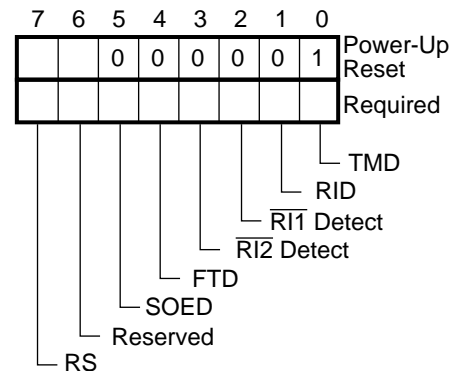 7 6 5 4 3 2 1 0
0 0 0 0 0 1 Power-Up
Reset
Required
TMD
RID
RI1 Detect
RI2 Detect
FTD
SOED
Reserved
RS